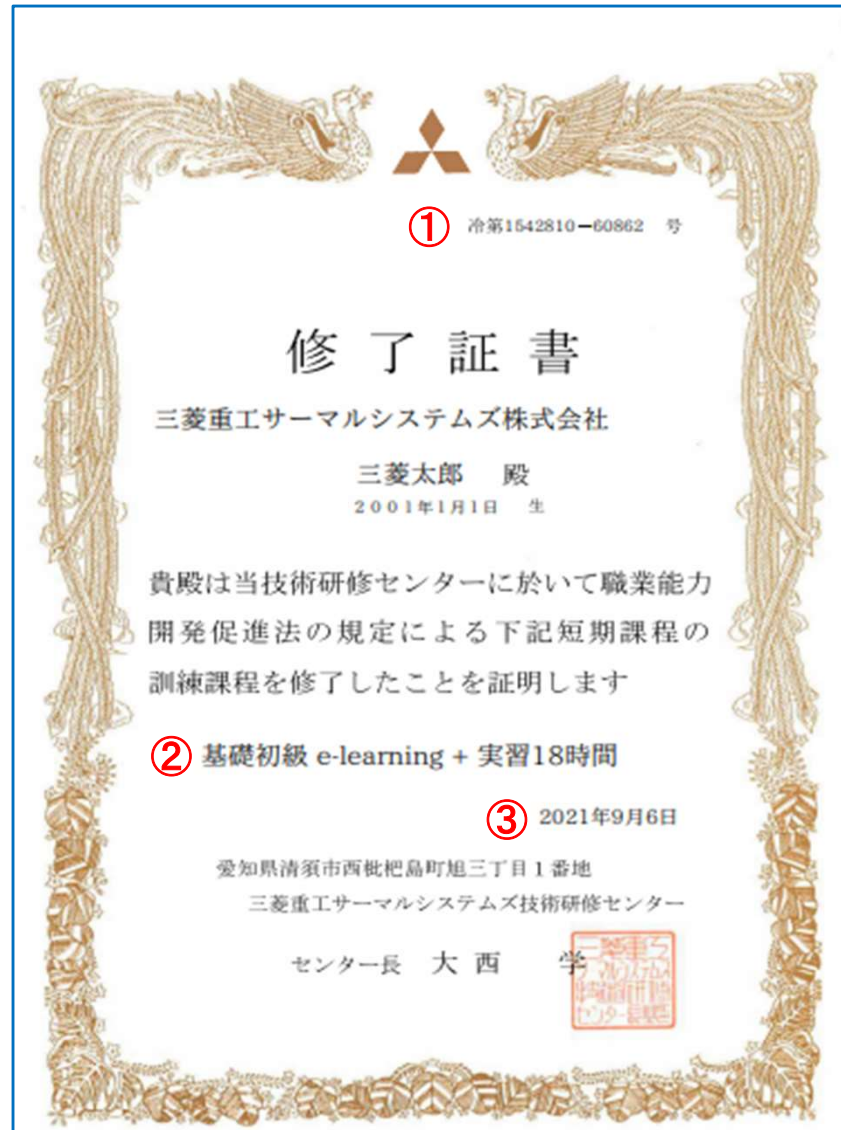 ① 冷第1542810－60862 号
修了証書
三菱重工サーマルシステムズ株式会社
三菱太郎 殿
2001年1月1日 生
貴殿は当技術研修センターに於いて職業能力
開発促進法の規定による下記短期課程の
訓練課程を修了したことを証明します
② 基礎初級 e-learning + 実習18時間
③ 2021年9月6日
愛知県清須市西枇杷島町旭三丁目1番地
三菱重工サーマルシステムズ技術研修センター
センター長 大西 学